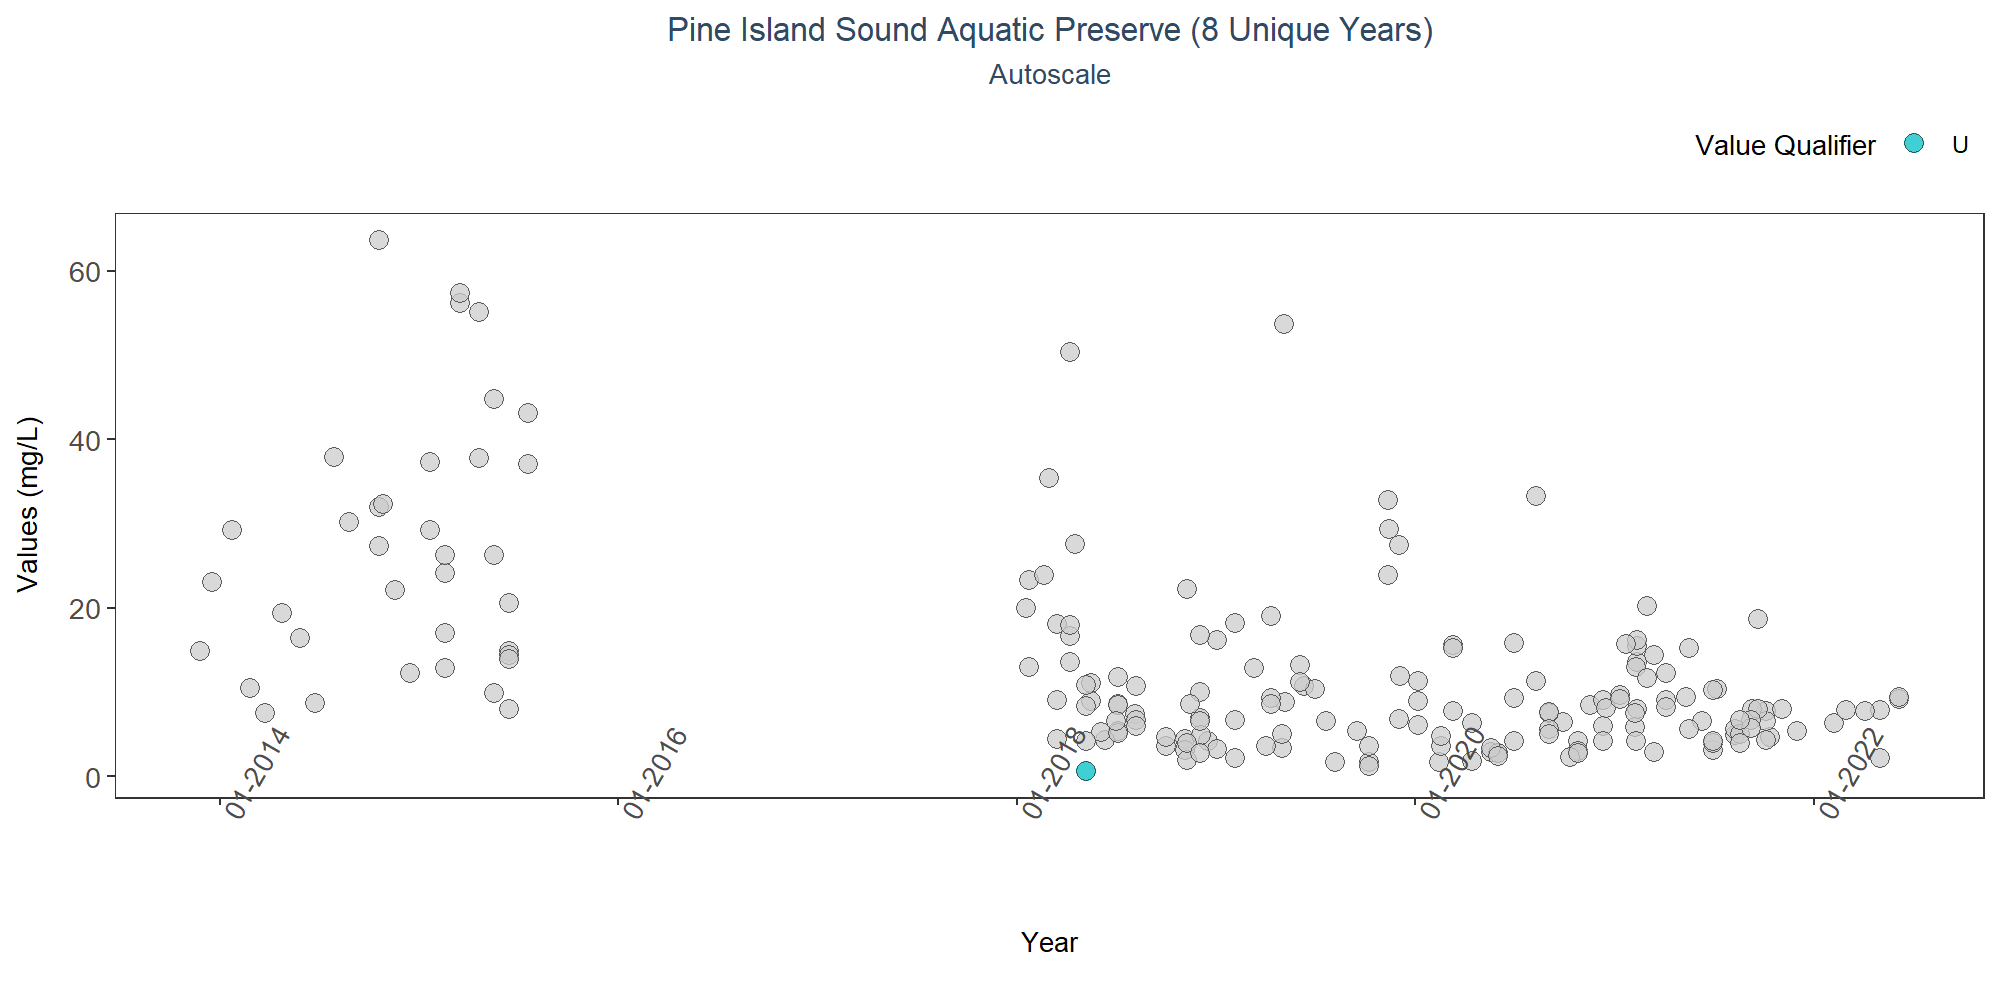 Pine Island Sound Aquatic Preserve (8 Unique Years)
Autoscale
Value Qualifier U
Values (mg/L)
60
40
20
0
01-2014
01-2016
01-2018
01-2020
01-2022
Year